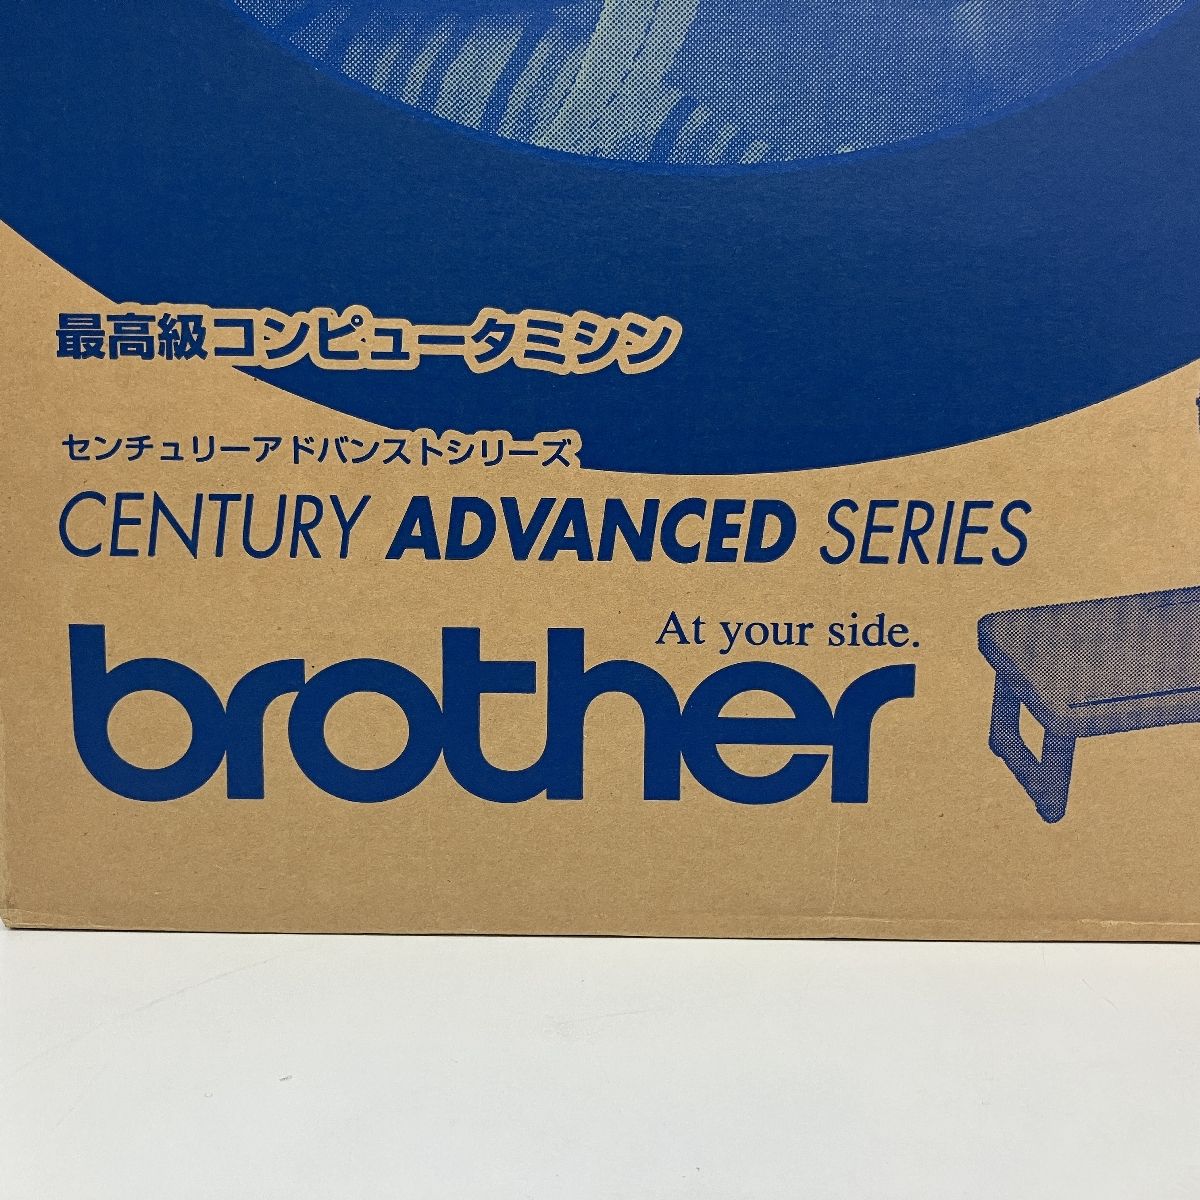 最高級コンピュータミシン
センチュリーアドバンストシリーズ
CENTURY ADVANCED SERIES
At your side.
brother